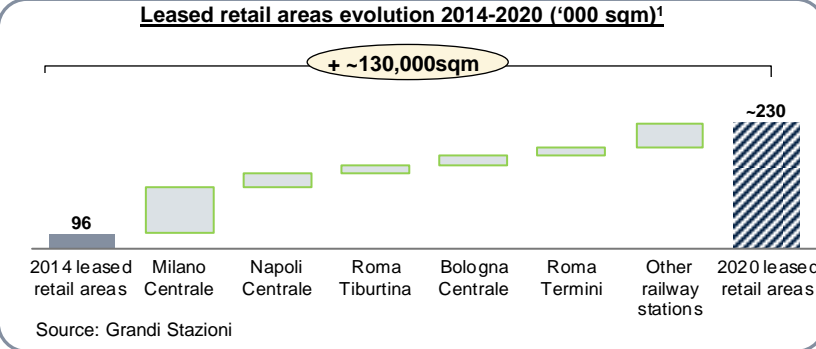 Leased retail areas evolution 2014-2020 (‘000 sqm)¹
+ ~130,000sqm
~230
96
2014 leased retail areas
Milano Centrale
Napoli Centrale
Roma Tiburtina
Bologna Centrale
Roma Termini
Other railway stations
2020 leased retail areas
Source: Grandi Stazioni